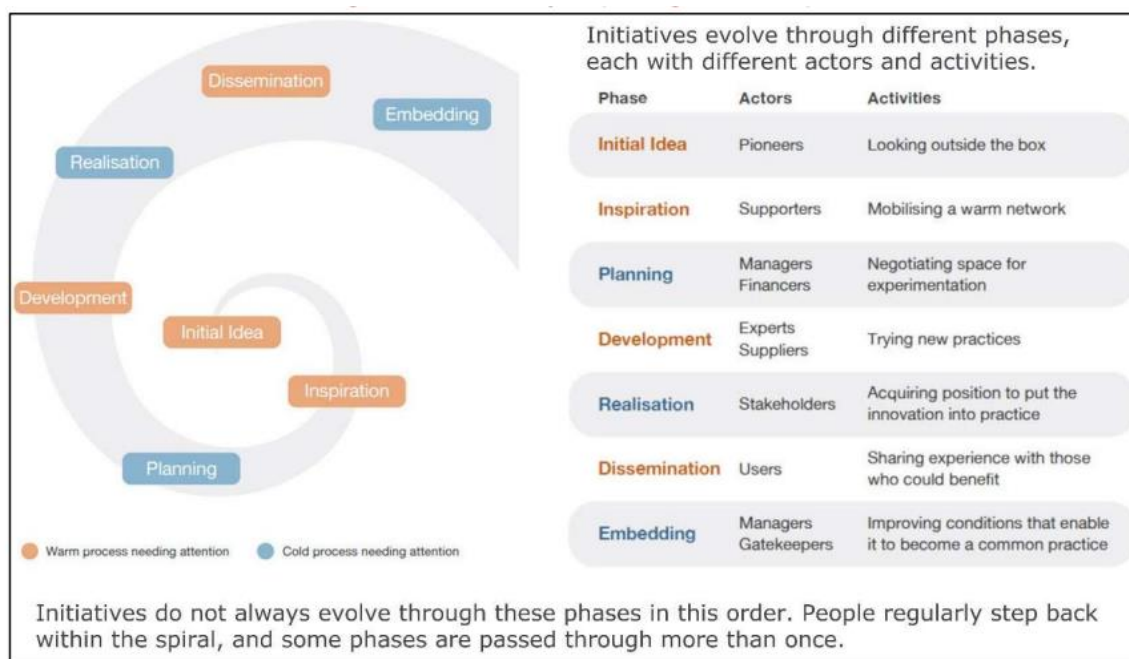 Initiatives evolve through different phases,
each with different actors and activities.
Dissemination
Embedding
Realisation
Development
Initial Idea
Inspiration
Planning
Warm process needing attention
Cold process needing attention
Phase Actors Activities
Initial Idea Pioneers Looking outside the box
Inspiration Supporters Mobilising a warm network
Planning Managers Financers Negotiating space for experimentation
Development Experts Suppliers Trying new practices
Realisation Stakeholders Acquiring position to put the innovation into practice
Dissemination Users Sharing experience with those who could benefit
Embedding Managers Gatekeepers Improving conditions that enable it to become a common practice
Initiatives do not always evolve through these phases in this order. People regularly step back
within the spiral, and some phases are passed through more than once.